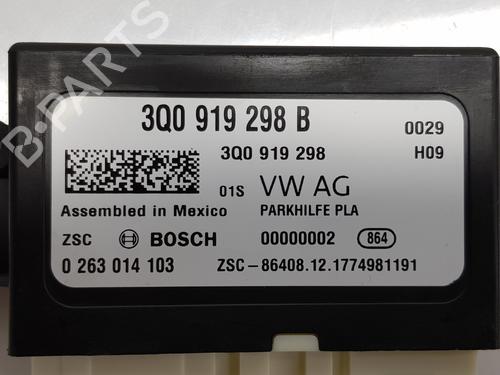 B-PARTS
3Q0 919 298 B
0029
3Q0 919 298
H09
01S VW AG
Assembled in Mexico
PARKHILFE PLA
ZSC BOSCH 00000002 864
0 263 014 103 ZSC-86408.12.1774981191